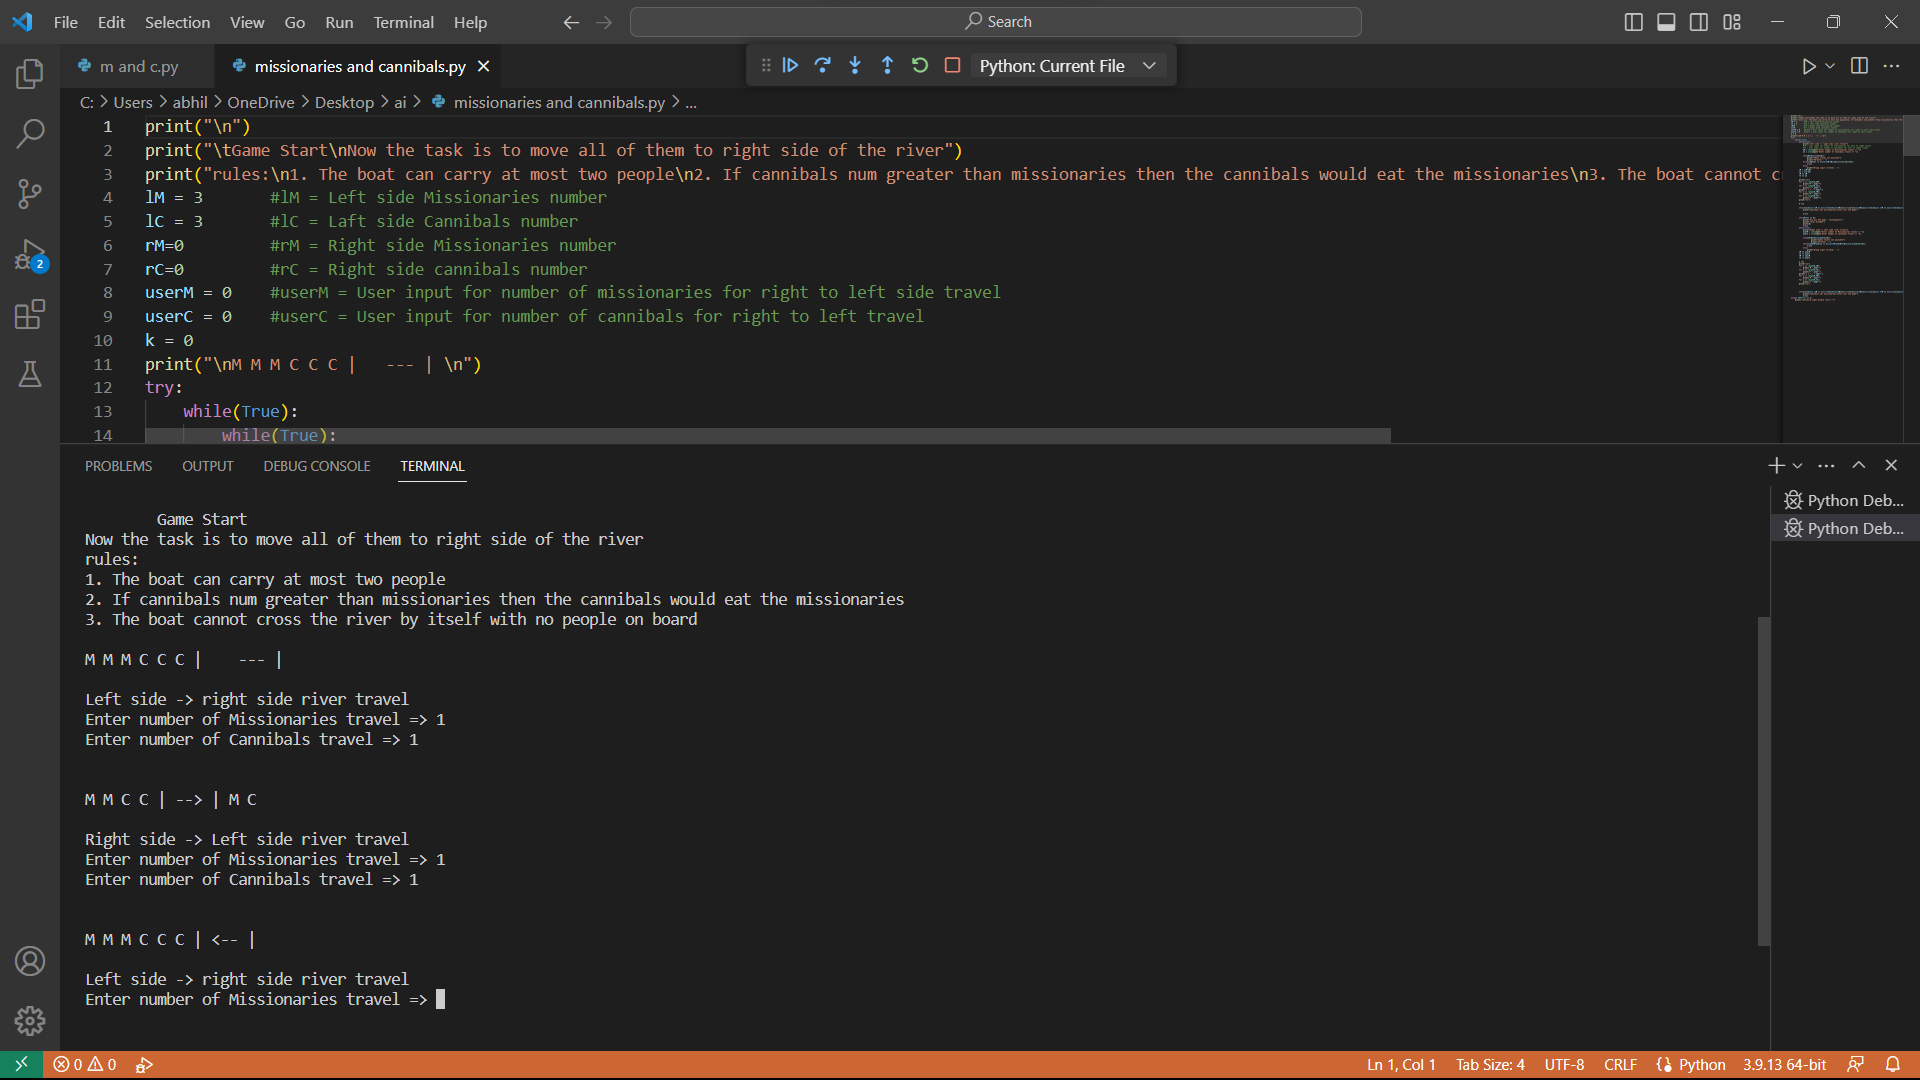 File Edit Selection View Go Run Terminal Help
Search
m and c.py
missionaries and cannibals.py
Python: Current File
C: > Users > abhil > OneDrive > Desktop > ai > missionaries and cannibals.py > ...
1 print("\n")
2 print("\tGame Start\nNow the task is to move all of them to right side of the river")
3 print("rules:\n1. The boat can carry at most two people\n2. If cannibals num greater than missionaries then the cannibals would eat the missionaries\n3. The boat cannot c
4 lM = 3 #lM = Left side Missionaries number
5 lC = 3 #lC = Laft side Cannibals number
6 rM=0 #rM = Right side Missionaries number
7 rC=0 #rC = Right side cannibals number
8 userM = 0 #userM = User input for number of missionaries for right to left side travel
9 userC = 0 #userC = User input for number of cannibals for right to left travel
10 k = 0
11 print("\nM M M C C C | --- | \n")
12 try:
13 while(True):
14 while(True):
2
PROBLEMS OUTPUT DEBUG CONSOLE TERMINAL
Python Deb...
Python Deb...
Game Start
Now the task is to move all of them to right side of the river
rules:
1. The boat can carry at most two people
2. If cannibals num greater than missionaries then the cannibals would eat the missionaries
3. The boat cannot cross the river by itself with no people on board
M M M C C C | --- |
Left side -> right side river travel
Enter number of Missionaries travel => 1
Enter number of Cannibals travel => 1
M M C C | --> | M C
Right side -> Left side river travel
Enter number of Missionaries travel => 1
Enter number of Cannibals travel => 1
M M M C C C | <-- |
Left side -> right side river travel
Enter number of Missionaries travel =>
0 0
Ln 1, Col 1 Tab Size: 4 UTF-8 CRLF Python 3.9.13 64-bit